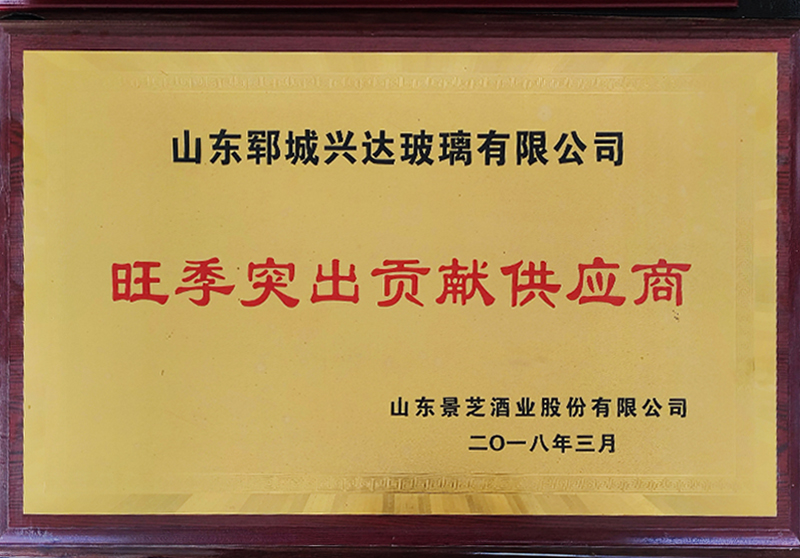 山东郓城兴达玻璃有限公司
旺季突出贡献供应商
山东景芝酒业股份有限公司
二O一八年三月